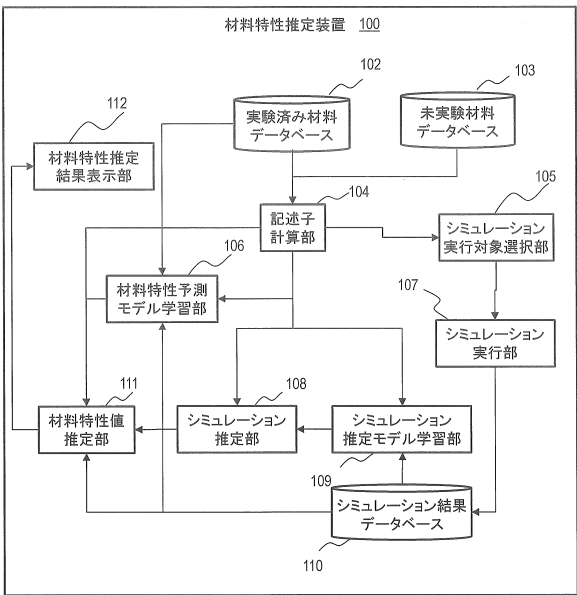 材料特性推定装置 100
102
実験済み材料
データベース
103
未実験材料
データベース
112
材料特性推定
結果表示部
104
記述子
計算部
105
シミュレーション
実行対象選択部
106
材料特性予測
モデル学習部
107
シミュレーション
実行部
111
材料特性値
推定部
108
シミュレーション
推定部
シミュレーション
推定モデル学習部
109
シミュレーション結果
データベース
110